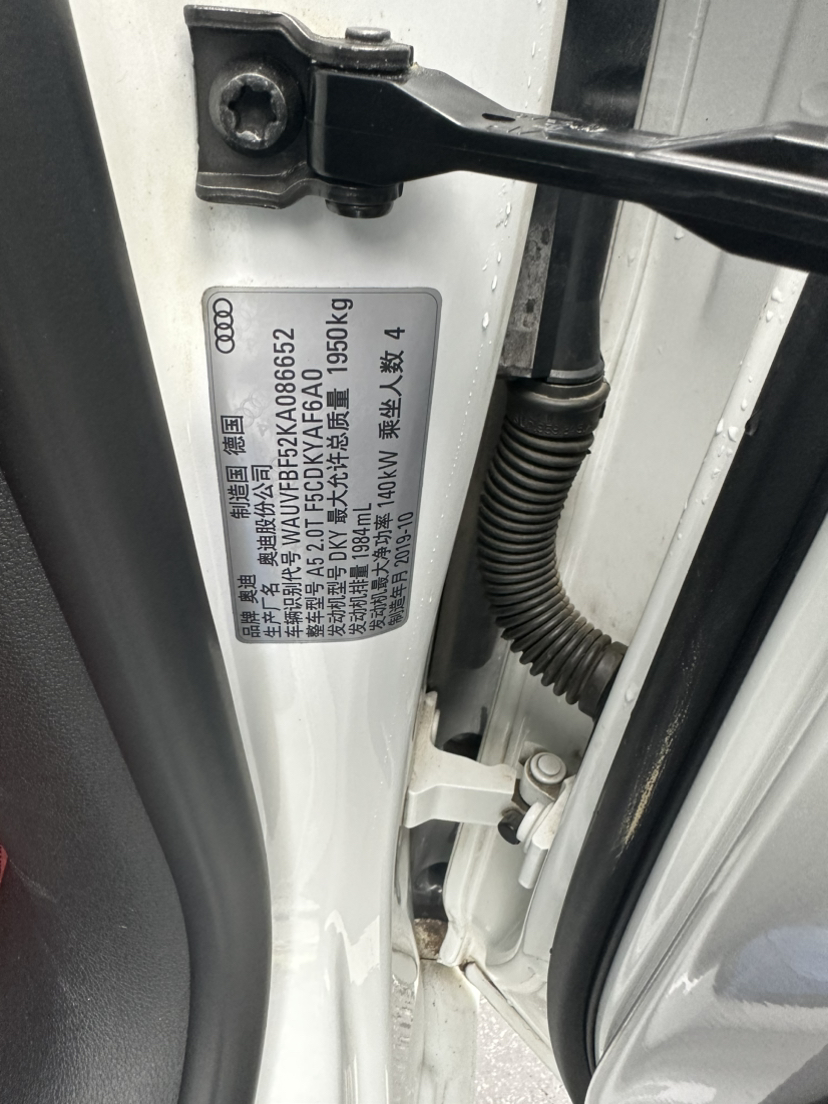 品牌 奥迪 制造国 德国
生产厂名 奥迪股份公司
车辆识别代号 WAUVFBF52KA086652
整车型号 A5 2.0T F5CDKYAF6A0
发动机型号 DKY 最大允许总质量 1950kg
发动机排量 1984mL
发动机最大净功率 140kW 乘坐人数 4
制造年月 2019-10